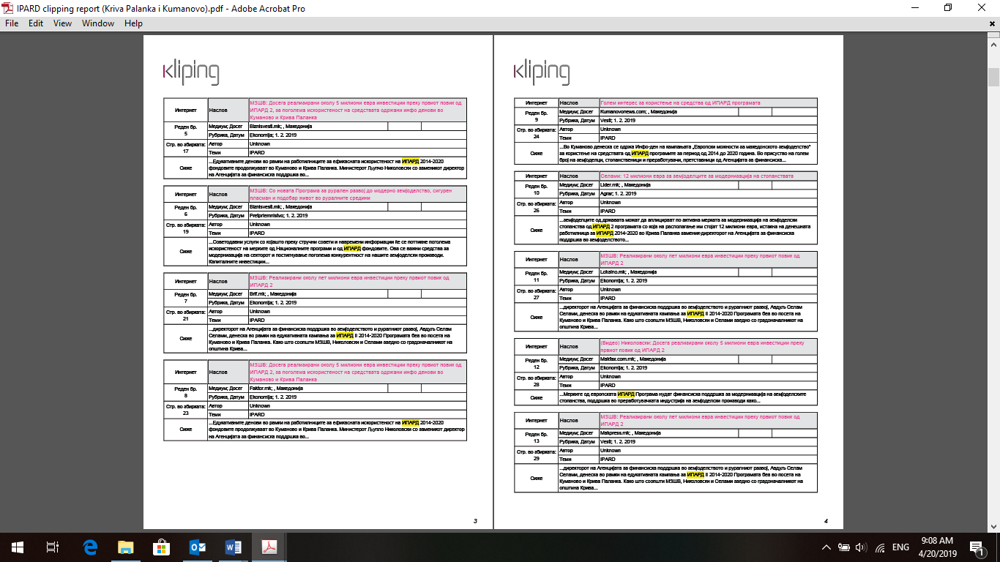 IPARD clipping report (Kriva Palanka i Kumanovo).pdf - Adobe Acrobat Pro
File Edit View Window Help
kliping
Интернет Наслов МЗШВ: Досега реализирани околу 5 милиони евра инвестиции преку првиот повик од
ИПАРД 2, за поголема искористеност на средствата одржани инфо денови во
Куманово и Крива Паланка
Реден бр.
5
Медиум; Досег Biznisvesti.mk; , Македонија
Рубрика, Датум Ekonomija; 1. 2. 2019
Стр. во збирката:
17
Автор Unknown
Теми IPARD
Сиже ...Едукативните денови во рамки на работилниците за ефикасната искористеност на ИПАРД 2014-2020
фондовите продолжуваат во Куманово и Крива Паланка. Министерот Љупчо Николовски со заменикот директор
на Агенцијата за финансиска поддршка во...
Интернет Наслов МЗШВ: Со новата Програма за рурален развој до модерно земјоделство, сигурен
пласман и подобар живот во руралните средини
Реден бр.
6
Медиум; Досег Biznisvesti.mk; , Македонија
Рубрика, Датум Pretpriemnistvo; 1. 2. 2019
Стр. во збирката:
19
Автор Unknown
Теми IPARD
Сиже ...Советодавни услуги со којашто преку стручни совети и навремени информации ќе се поттикне поголема
искористеност на мерките од Националните програми и од ИПАРД фондовите. Ова се важни средства за
модернизација на секторот и постигнување поголема конкурентност на нашите земјоделски производи.
Капиталните инвестиции...
Интернет Наслов МЗШВ: Реализирани околу пет милиони евра инвестиции преку првиот повик од
ИПАРД 2
Реден бр.
7
Медиум; Досег Brif.mk; , Македонија
Рубрика, Датум Економија; 1. 2. 2019
Стр. во збирката:
21
Автор Unknown
Теми IPARD
Сиже ...директорот на Агенцијата за финансиска поддршка во земјоделството и руралниот развој, Авдуљ Селам
Селами, денеска во рамки на едукативната кампања за ИПАРД II 2014-2020 Програмата беа во посета на
Куманово и Крива Паланка. Како што соопшти МЗШВ, Николовски и Селами заедно со градоначалникот на
општина Крива...
Интернет Наслов МЗШВ: Досега реализирани околу 5 милиони евра инвестиции преку првиот повик од
ИПАРД 2, за поголема искористеност на средствата одржани инфо денови во
Куманово и Крива Паланка
Реден бр.
8
Медиум; Досег Faktor.mk; , Македонија
Рубрика, Датум Економија; 1. 2. 2019
Стр. во збирката:
23
Автор Unknown
Теми IPARD
Сиже ...Едукативните денови во рамки на работилниците за ефикасната искористеност на ИПАРД 2014-2020
фондовите продолжуваат во Куманово и Крива Паланка. Министерот Љупчо Николовски со заменикот директор
на Агенцијата за финансиска поддршка во...
3
kliping
Интернет Наслов Голем интерес за користење на средства од ИПАРД програмата
Реден бр.
9
Медиум; Досег Kumanovonews.com; , Македонија
Рубрика, Датум Vesti; 1. 2. 2019
Стр. во збирката:
24
Автор Unknown
Теми IPARD
Сиже ...Во Куманово денеска се одржа Инфо-ден на кампањата „Европски можности за македонското земјоделство“
за користење на средствата од ИПАРД програмите за период од 2014 до 2020 година. Во присуство на голем
број на земјоделци, стопанственици и преработувачи, претставници од Агенцијата за финансиска...
Интернет Наслов Селами: 12 милиони евра за земјоделците за модернизација на стопанствата
Реден бр.
10
Медиум; Досег Lider.mk; , Македонија
Рубрика, Датум Agrar; 1. 2. 2019
Стр. во збирката:
26
Автор Unknown
Теми IPARD
Сиже ...земјоделците од државата можат да аплицираат по активна мерката за модернизација на земјоделски
стопанства од ИПАРД 2 програмата со која на располагање им стојат 12 милиони евра, истакна на денешната
работилница за ИПАРД 2014-2020 во Крива Паланка заменик-директорот на Агенцијата за финансиска
поддршка во земјоделството...
Интернет Наслов МЗШВ: Реализирани околу пет милиони евра инвестиции преку првиот повик од
ИПАРД 2
Реден бр.
11
Медиум; Досег Lokalno.mk; , Македонија
Рубрика, Датум Економија; 1. 2. 2019
Стр. во збирката:
27
Автор Unknown
Теми IPARD
Сиже ...директорот на Агенцијата за финансиска поддршка во земјоделството и руралниот развој, Авдуљ Селам
Селами, денеска во рамки на едукативната кампања за ИПАРД II 2014-2020 Програмата беа во посета на
Куманово и Крива Паланка. Како што соопшти МЗШВ, Николовски и Селами заедно со градоначалникот на
општина Крива...
Интернет Наслов (Видео) Николовски: Досега реализирани околу 5 милиони евра инвестиции преку
првиот повик од ИПАРД 2
Реден бр.
12
Медиум; Досег Makfax.com.mk; , Македонија
Рубрика, Датум Економија; 1. 2. 2019
Стр. во збирката:
28
Автор Unknown
Теми IPARD
Сиже ...Мерките од европската ИПАРД Програма нудат финансиска поддршка за модернизација на земјоделските
стопанства, поддршка во преработувачката индустрија на земјоделски производи како...
Интернет Наслов МЗШВ: Реализирани околу пет милиони евра инвестиции преку првиот повик од
ИПАРД 2
Реден бр.
13
Медиум; Досег Makpress.mk; , Македонија
Рубрика, Датум Vesti; 1. 2. 2019
Стр. во збирката:
29
Автор Unknown
Теми IPARD
Сиже ...директорот на Агенцијата за финансиска поддршка во земјоделството и руралниот развој, Авдуљ Селам
Селами, денеска во рамки на едукативната кампања за ИПАРД II 2014-2020 Програмата беа во посета на
Куманово и Крива Паланка. Како што соопшти МЗШВ, Николовски и Селами заедно со градоначалникот на
општина Крива...
4
ENG
9:08 AM
4/20/2019
1